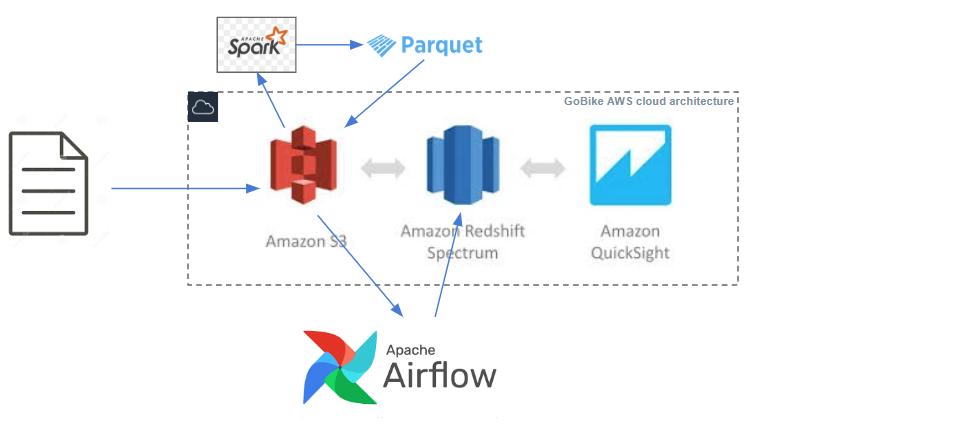 APACHE
Spark
Parquet
GoBike AWS cloud architecture
Amazon S3
Amazon Redshift
Spectrum
Amazon
QuickSight
Apache
Airflow